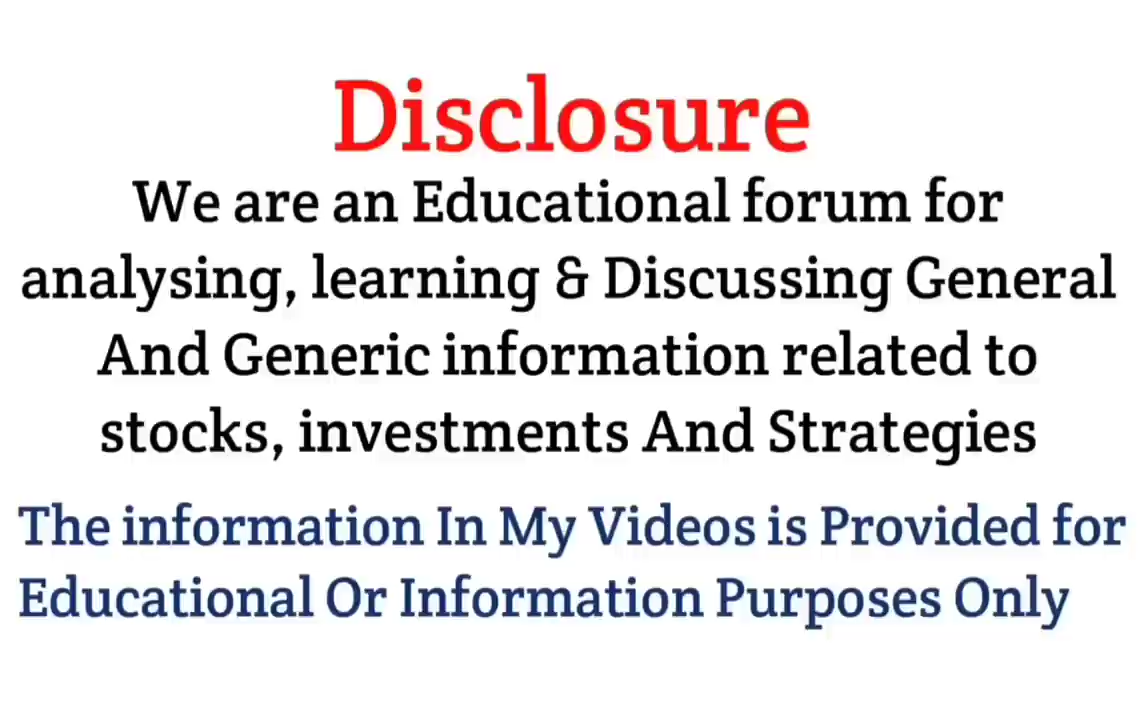 Disclosure
We are an Educational forum for
analysing, learning & Discussing General
And Generic information related to
stocks, investments And Strategies
The information In My Videos is Provided for
Educational Or Information Purposes Only